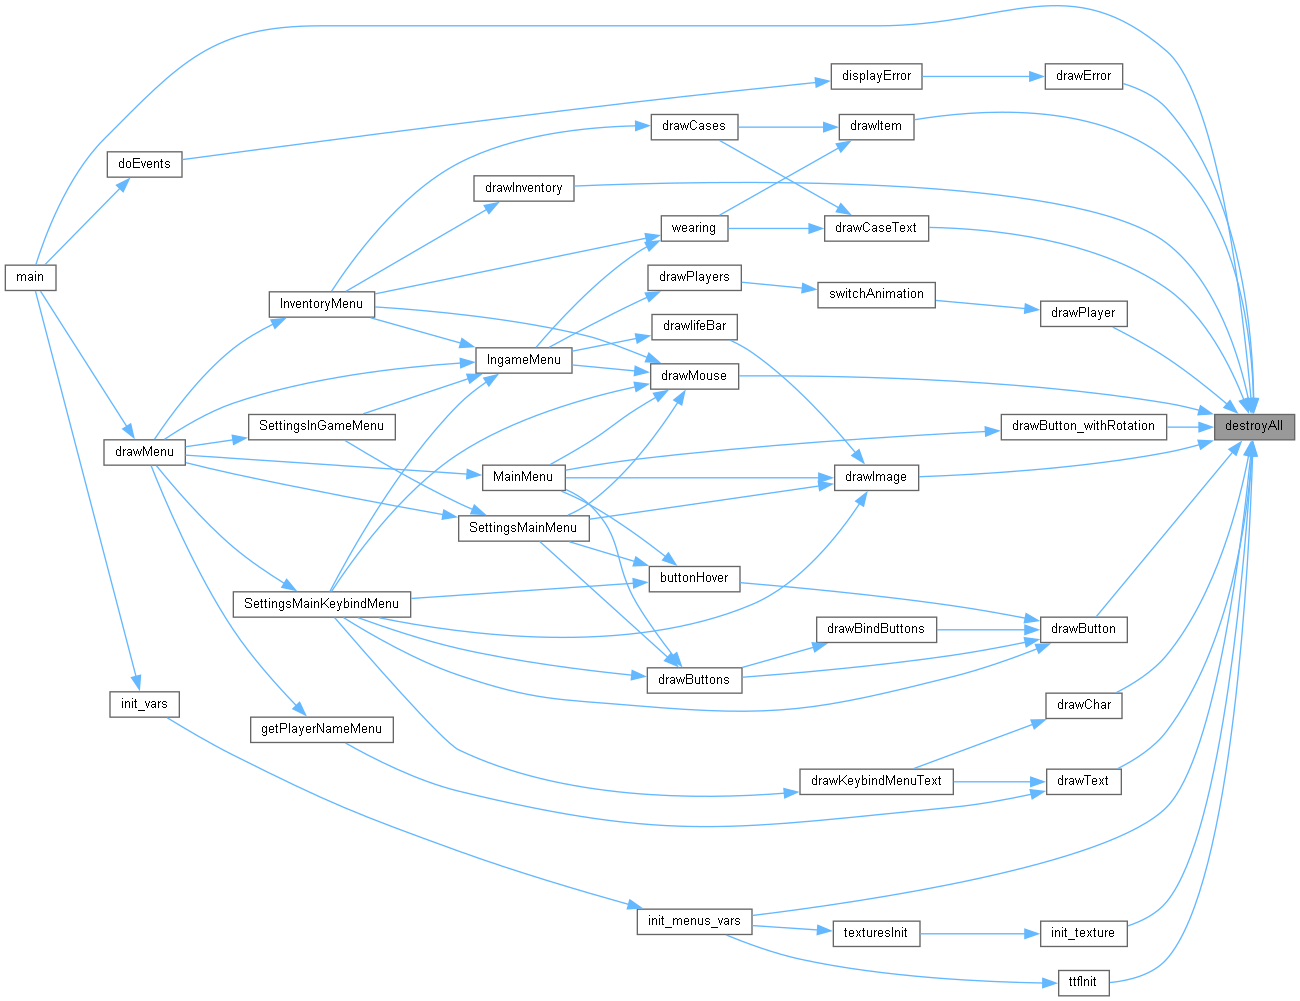 displayError
drawError
drawCases
drawItem
doEvents
drawInventory
wearing
drawCaseText
main
drawPlayers
switchAnimation
InventoryMenu
drawPlayer
drawlifeBar
IngameMenu
drawMouse
SettingsInGameMenu
drawButton_withRotation
destroyAll
drawMenu
MainMenu
drawImage
SettingsMainMenu
buttonHover
SettingsMainKeybindMenu
drawBindButtons
drawButton
drawButtons
init_vars
drawChar
getPlayerNameMenu
drawKeybindMenuText
drawText
init_menus_vars
texturesInit
init_texture
ttfInit